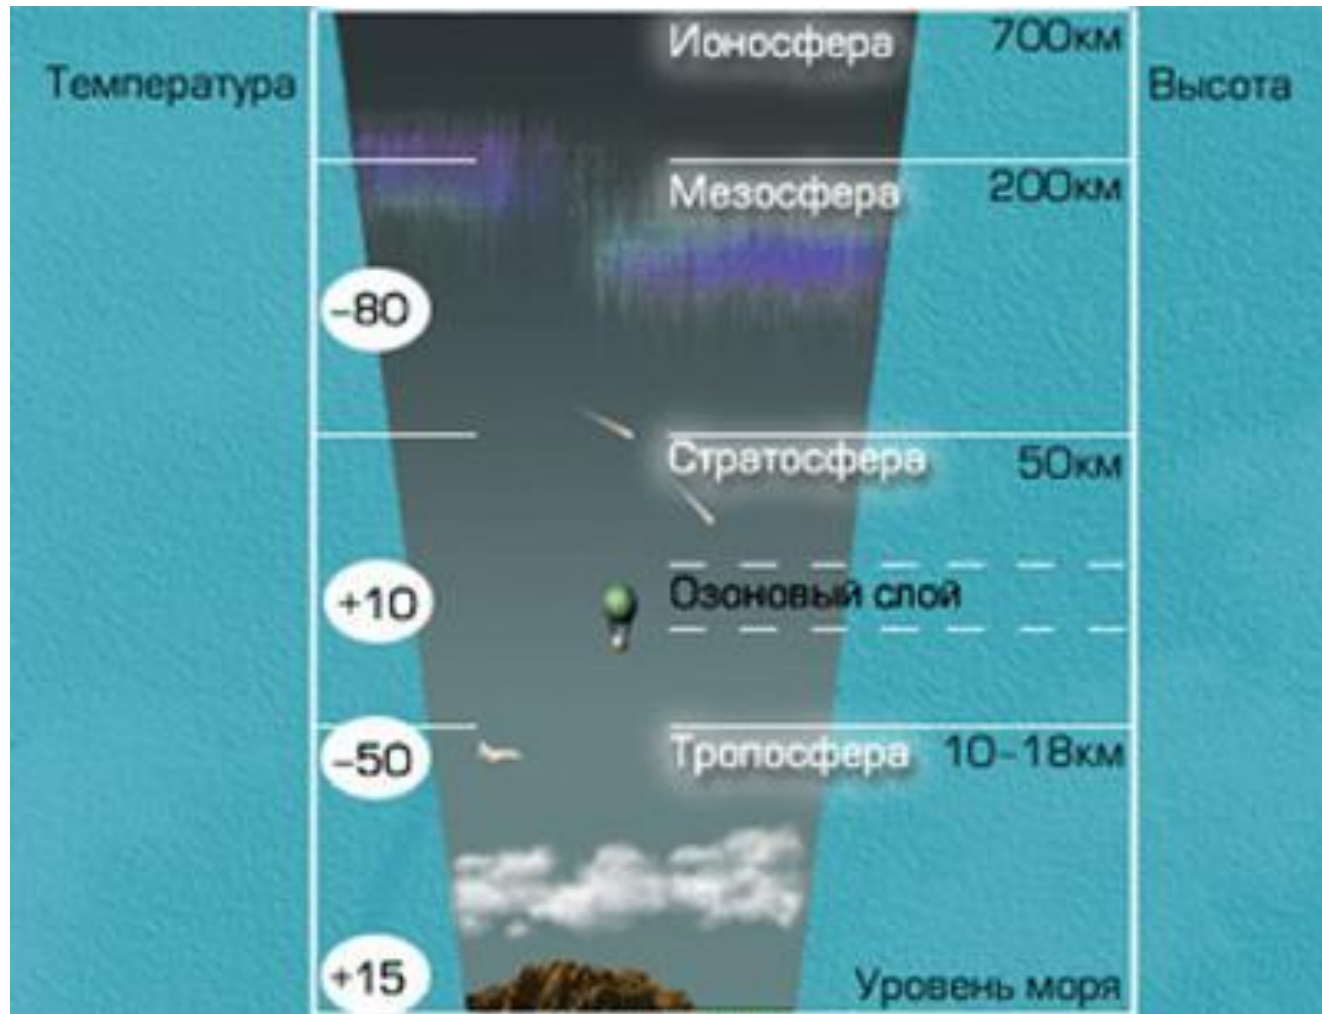 Ионосфера 700км
Температура Высота
Мезосфера 200км
-80
Стратосфера 50км
+10 Озоновый слой
-50 Тропосфера 10-18км
+15 Уровень моря